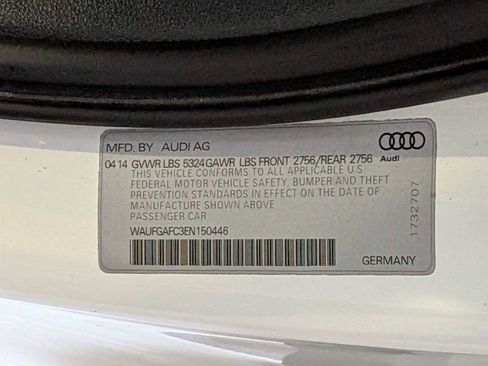 MFD. BY AUDI AG
04 14 GVWR LBS 5324 GAWR LBS FRONT 2756/REAR 2756
Audi
THIS VEHICLE CONFORMS TO ALL APPLICABLE U.S
FEDERAL MOTOR VEHICLE SAFETY, BUMPER AND THEFT
PREVENTION STANDARDS IN EFFECT ON THE DATE OF
MANUFACTURE SHOWN ABOVE
PASSENGER CAR
WAUFGAFC3EN150446
GERMANY
1732707